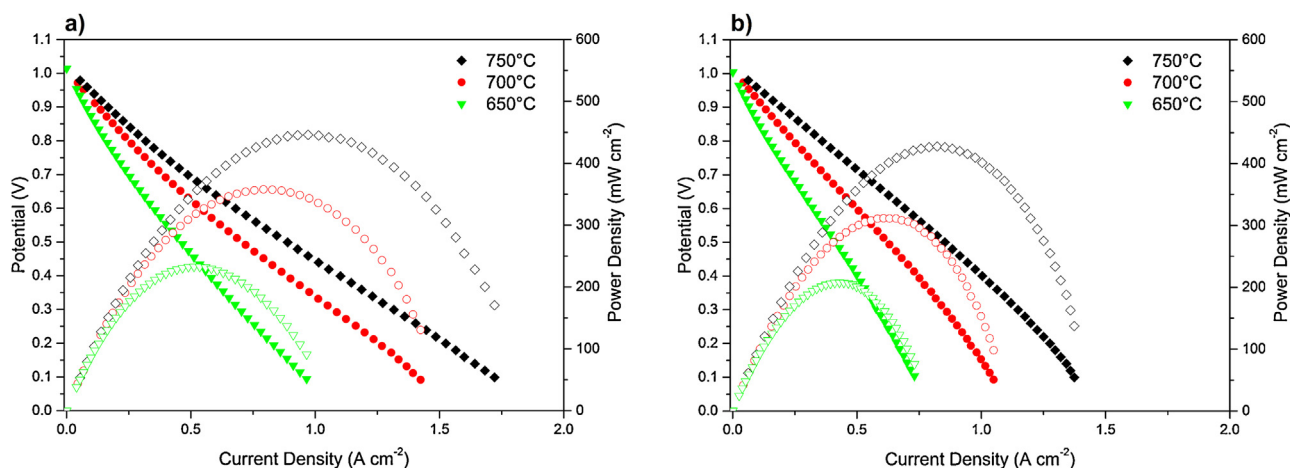 a)
1.1
1.0
0.9
0.8
0.7
0.6
0.5
0.4
0.3
0.2
0.1
0.0
Potential (V)
600
500
400
300
200
100
0
Power Density (mW cm-2)
750°C
700°C
650°C
0.0 0.5 1.0 1.5 2.0
Current Density (A cm-2)
b)
1.1
1.0
0.9
0.8
0.7
0.6
0.5
0.4
0.3
0.2
0.1
0.0
Potential (V)
600
500
400
300
200
100
0
Power Density (mW cm-2)
750°C
700°C
650°C
0.0 0.5 1.0 1.5 2.0
Current Density (A cm-2)